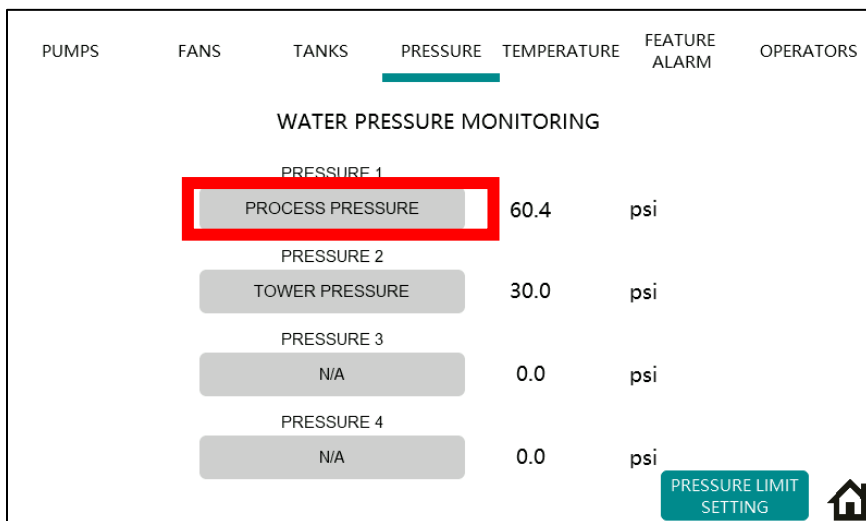 PUMPS FANS TANKS PRESSURE TEMPERATURE FEATURE ALARM OPERATORS
WATER PRESSURE MONITORING
PRESSURE 1
PROCESS PRESSURE 60.4 psi
PRESSURE 2
TOWER PRESSURE 30.0 psi
PRESSURE 3
N/A 0.0 psi
PRESSURE 4
N/A 0.0 psi
PRESSURE LIMIT
SETTING